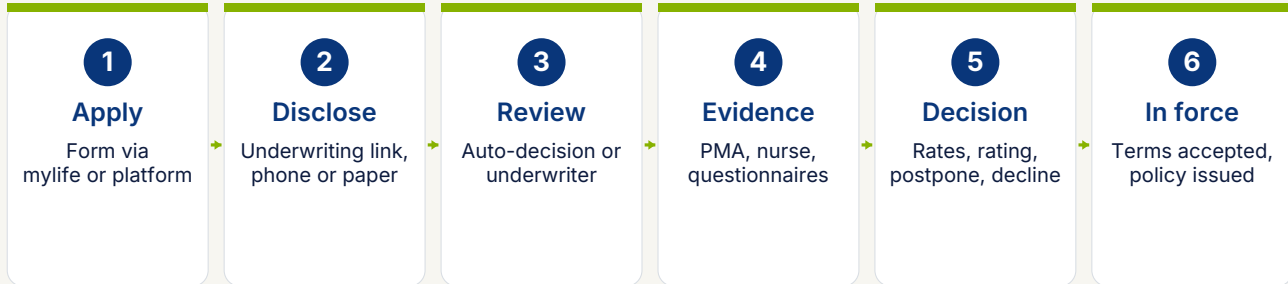 1
Apply
Form via
mylife or platform
2
Disclose
Underwriting link,
phone or paper
3
Review
Auto-decision or
underwriter
4
Evidence
PMA, nurse,
questionnaires
5
Decision
Rates, rating,
postpone, decline
6
In force
Terms accepted,
policy issued